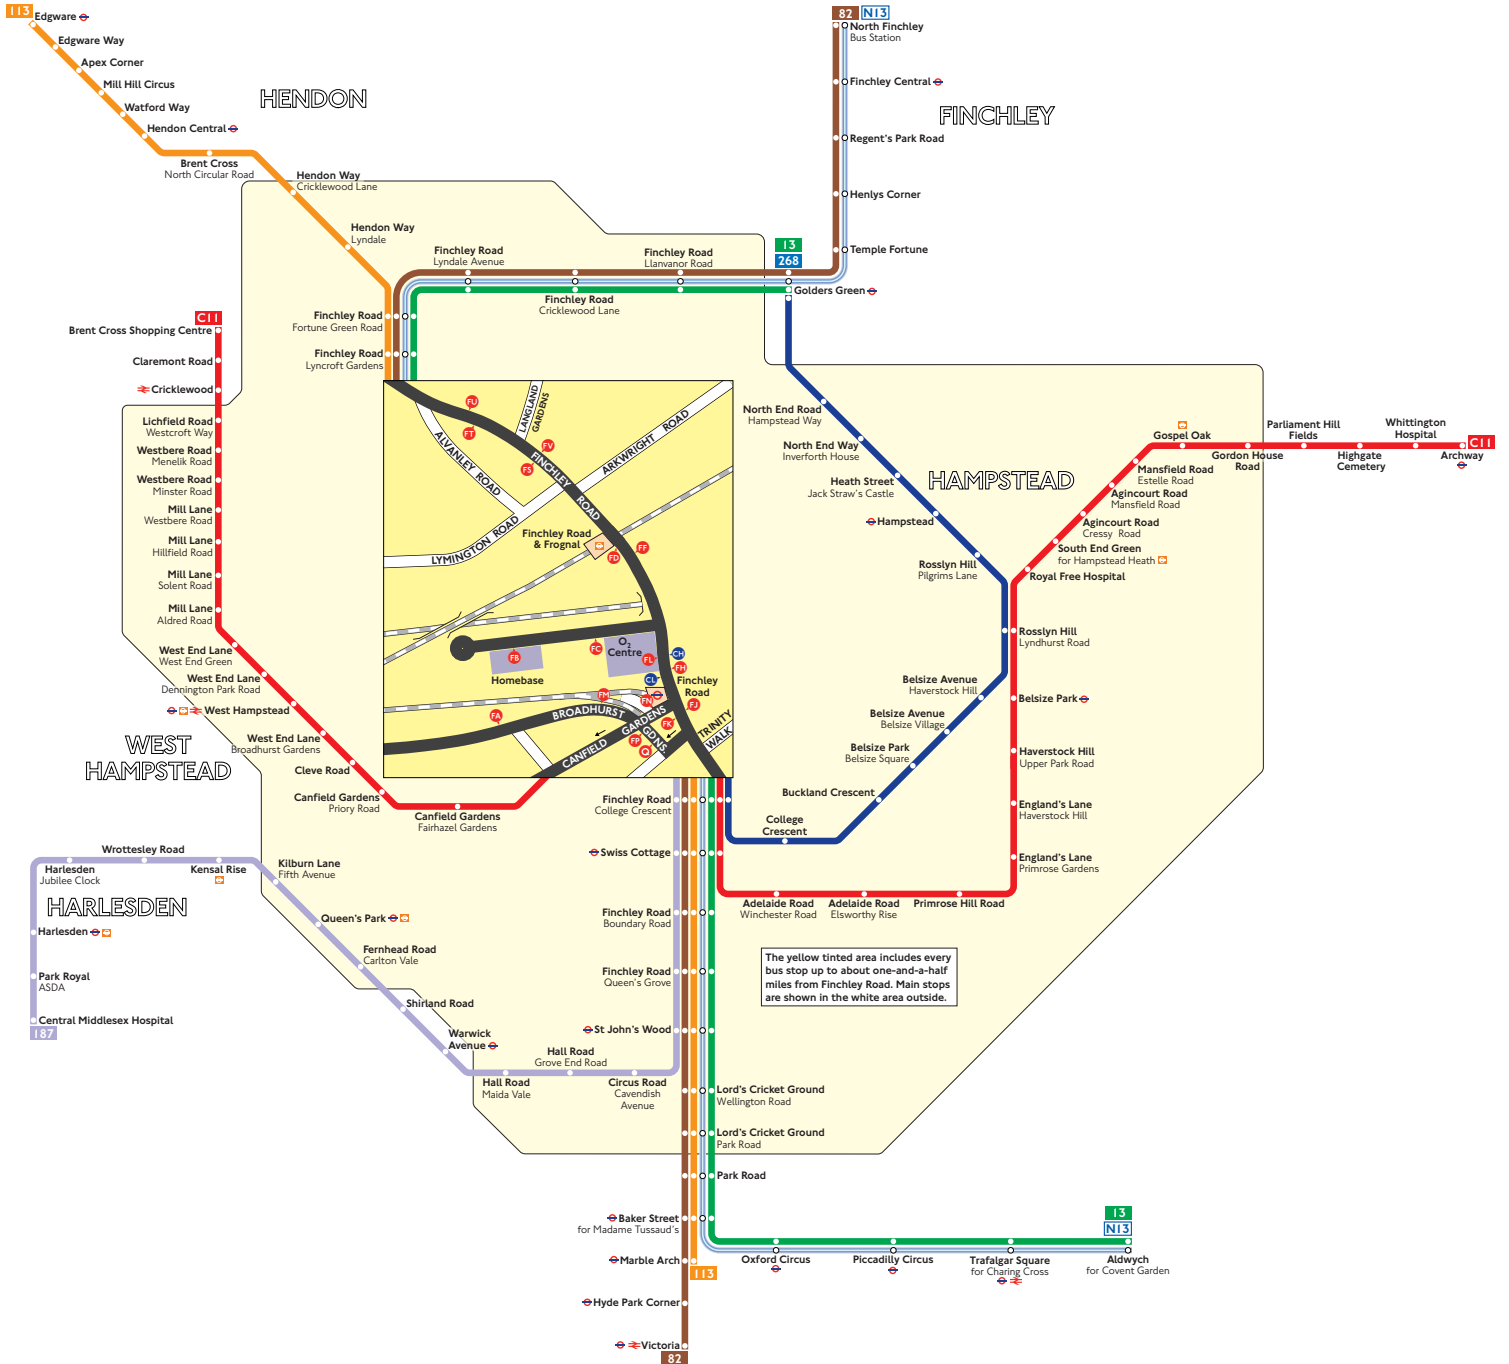 113
Edgware
Edgware Way
Apex Corner
Mill Hill Circus
Watford Way
Hendon Central
Brent Cross
North Circular Road
HENDON
Hendon Way
Cricklewood Lane
Hendon Way
Lyndale
82
N13
North Finchley
Bus Station
Finchley Central
FINCHLEY
Regent's Park Road
Henlys Corner
Temple Fortune
13
268
Golders Green
Finchley Road
Lyndale Avenue
Finchley Road
Llanvanor Road
Finchley Road
Cricklewood Lane
Finchley Road
Fortune Green Road
Finchley Road
Lyncroft Gardens
C11
Brent Cross Shopping Centre
Claremont Road
Cricklewood
Lichfield Road
Westcroft Way
Westbere Road
Menelik Road
Westbere Road
Minster Road
Mill Lane
Westbere Road
Mill Lane
Hillfield Road
Mill Lane
Solent Road
Mill Lane
Aldred Road
West End Lane
West End Green
West End Lane
Dennington Park Road
West Hampstead
West End Lane
Broadhurst Gardens
Cleve Road
Canfield Gardens
Priory Road
Canfield Gardens
Fairhazel Gardens
WEST
HAMPSTEAD
FU
FT
LANGLAND
GARDENS
FV
FS
ALVANLEY ROAD
FINCHLEY ROAD
ARKWRIGHT ROAD
LYMINGTON ROAD
Finchley Road
& Frognal
FD
FF
FC
FB
Homebase
O2
Centre
FL
CH
FH
CL
Finchley
Road
FM
FN
FJ
FA
BROADHURST
GDNS
CANFIELD GARDENS
FK
FP
Q
TRINITY
WALK
North End Road
Hampstead Way
North End Way
Inverforth House
Heath Street
Jack Straw's Castle
Hampstead
HAMPSTEAD
Rosslyn Hill
Pilgrims Lane
Rosslyn Hill
Lyndhurst Road
Belsize Avenue
Haverstock Hill
Belsize Avenue
Belsize Village
Belsize Park
Belsize Square
Buckland Crescent
College
Crescent
C11
Archway
Whittington
Hospital
Highgate
Cemetery
Parliament Hill
Fields
Gordon House
Road
Gospel Oak
Mansfield Road
Estelle Road
Agincourt Road
Mansfield Road
Agincourt Road
Cressy Road
South End Green
for Hampstead Heath
Royal Free Hospital
Belsize Park
Haverstock Hill
Upper Park Road
England's Lane
Haverstock Hill
England's Lane
Primrose Gardens
Primrose Hill Road
Adelaide Road
Elsworthy Rise
Adelaide Road
Winchester Road
Finchley Road
College Crescent
Swiss Cottage
Finchley Road
Boundary Road
Finchley Road
Queen's Grove
St John's Wood
The yellow tinted area includes every
bus stop up to about one-and-a-half
miles from Finchley Road. Main stops
are shown in the white area outside.
Wrottesley Road
Harlesden
Jubilee Clock
Kensal Rise
Kilburn Lane
Fifth Avenue
HARLESDEN
Queen's Park
Harlesden
Fernhead Road
Carlton Vale
Park Royal
ASDA
Shirland Road
Central Middlesex Hospital
187
Warwick
Avenue
Hall Road
Maida Vale
Hall Road
Grove End Road
Circus Road
Cavendish
Avenue
Lord's Cricket Ground
Wellington Road
Lord's Cricket Ground
Park Road
Park Road
Baker Street
for Madame Tussaud's
Marble Arch
113
Hyde Park Corner
Victoria
82
13
N13
Oxford Circus
Piccadilly Circus
Trafalgar Square
for Charing Cross
Aldwych
for Covent Garden